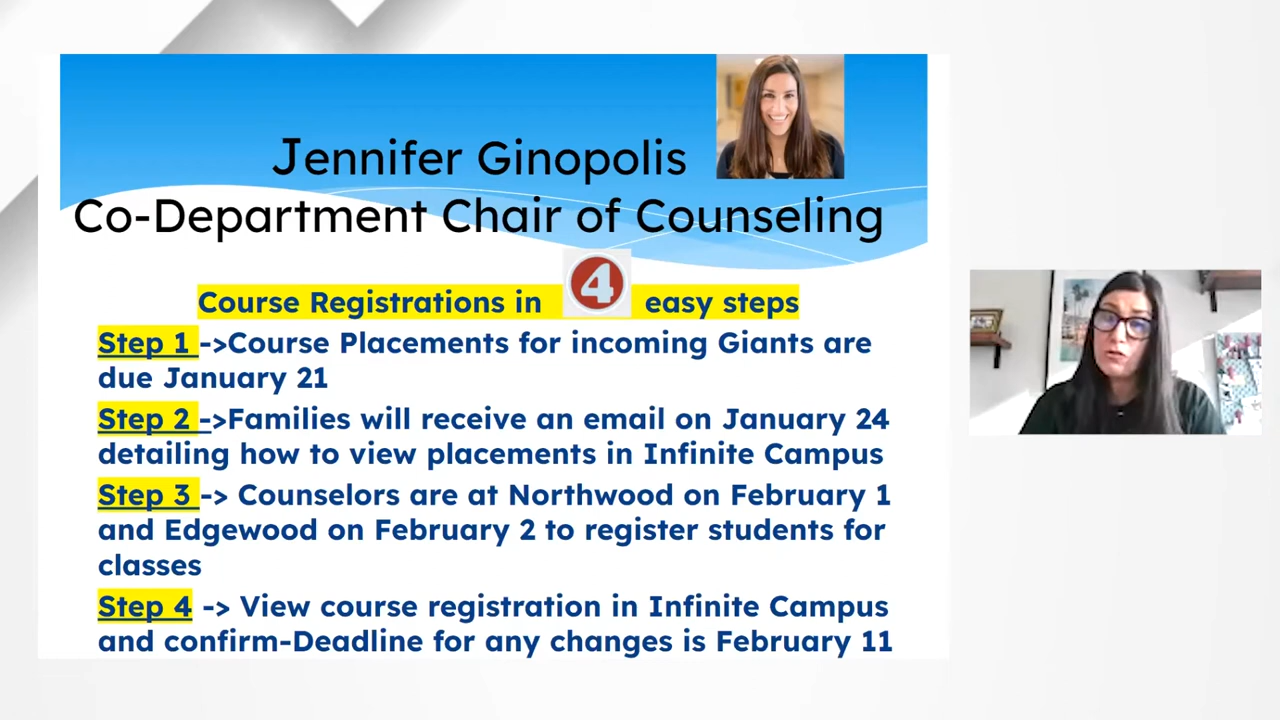 Jennifer Ginopolis
Co-Department Chair of Counseling
Course Registrations in 4 easy steps
Step 1 ->Course Placements for incoming Giants are
due January 21
Step 2 ->Families will receive an email on January 24
detailing how to view placements in Infinite Campus
Step 3 -> Counselors are at Northwood on February 1
and Edgewood on February 2 to register students for
classes
Step 4 -> View course registration in Infinite Campus
and confirm-Deadline for any changes is February 11